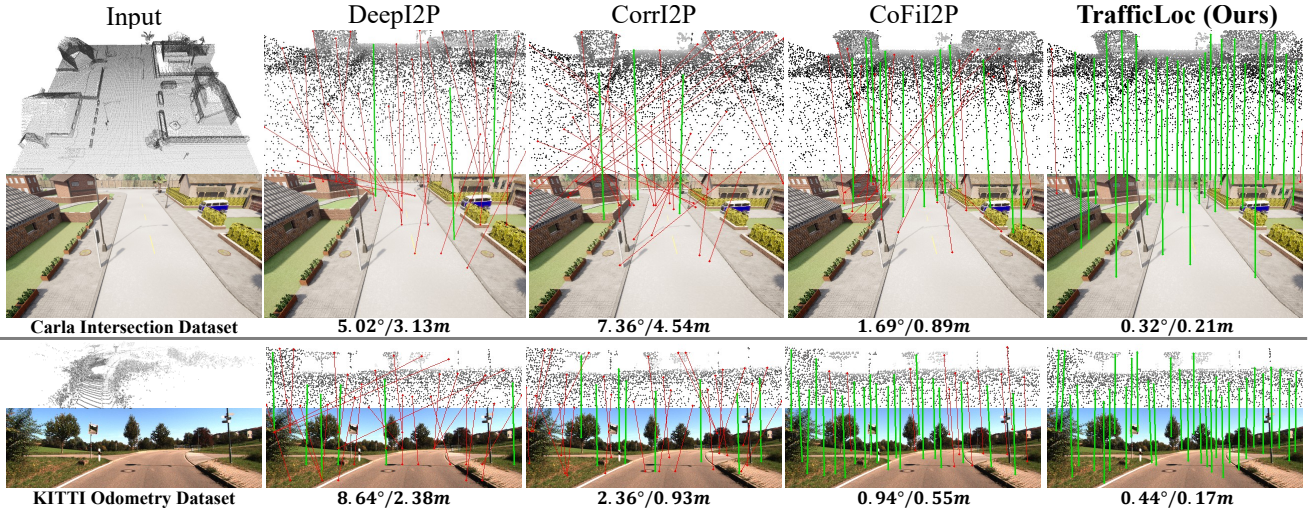 Input DeepI2P CorrI2P CoFiI2P TrafficLoc (Ours)
Carla Intersection Dataset 5.02°/3.13m 7.36°/4.54m 1.69°/0.89m 0.32°/0.21m
KITTI Odometry Dataset 8.64°/2.38m 2.36°/0.93m 0.94°/0.55m 0.44°/0.17m